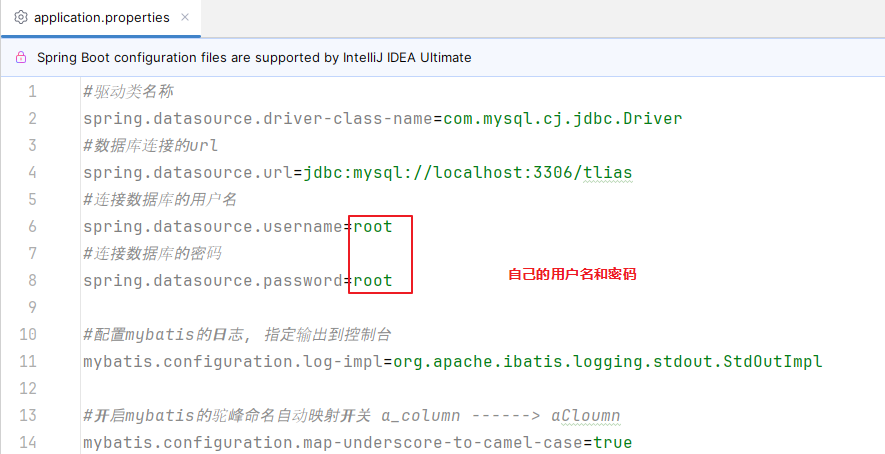 application.properties
Spring Boot configuration files are supported by IntelliJ IDEA Ultimate
1 #驱动类名称
2 spring.datasource.driver-class-name=com.mysql.cj.jdbc.Driver
3 #数据库连接的url
4 spring.datasource.url=jdbc:mysql://localhost:3306/tlias
5 #连接数据库的用户名
6 spring.datasource.username=root
7 #连接数据库的密码
8 spring.datasource.password=root
自己的用户名和密码
9
10 #配置mybatis的日志, 指定输出到控制台
11 mybatis.configuration.log-impl=org.apache.ibatis.logging.stdout.StdOutImpl
12
13 #开启mybatis的驼峰命名自动映射开关 a_column ------> aCloumn
14 mybatis.configuration.map-underscore-to-camel-case=true